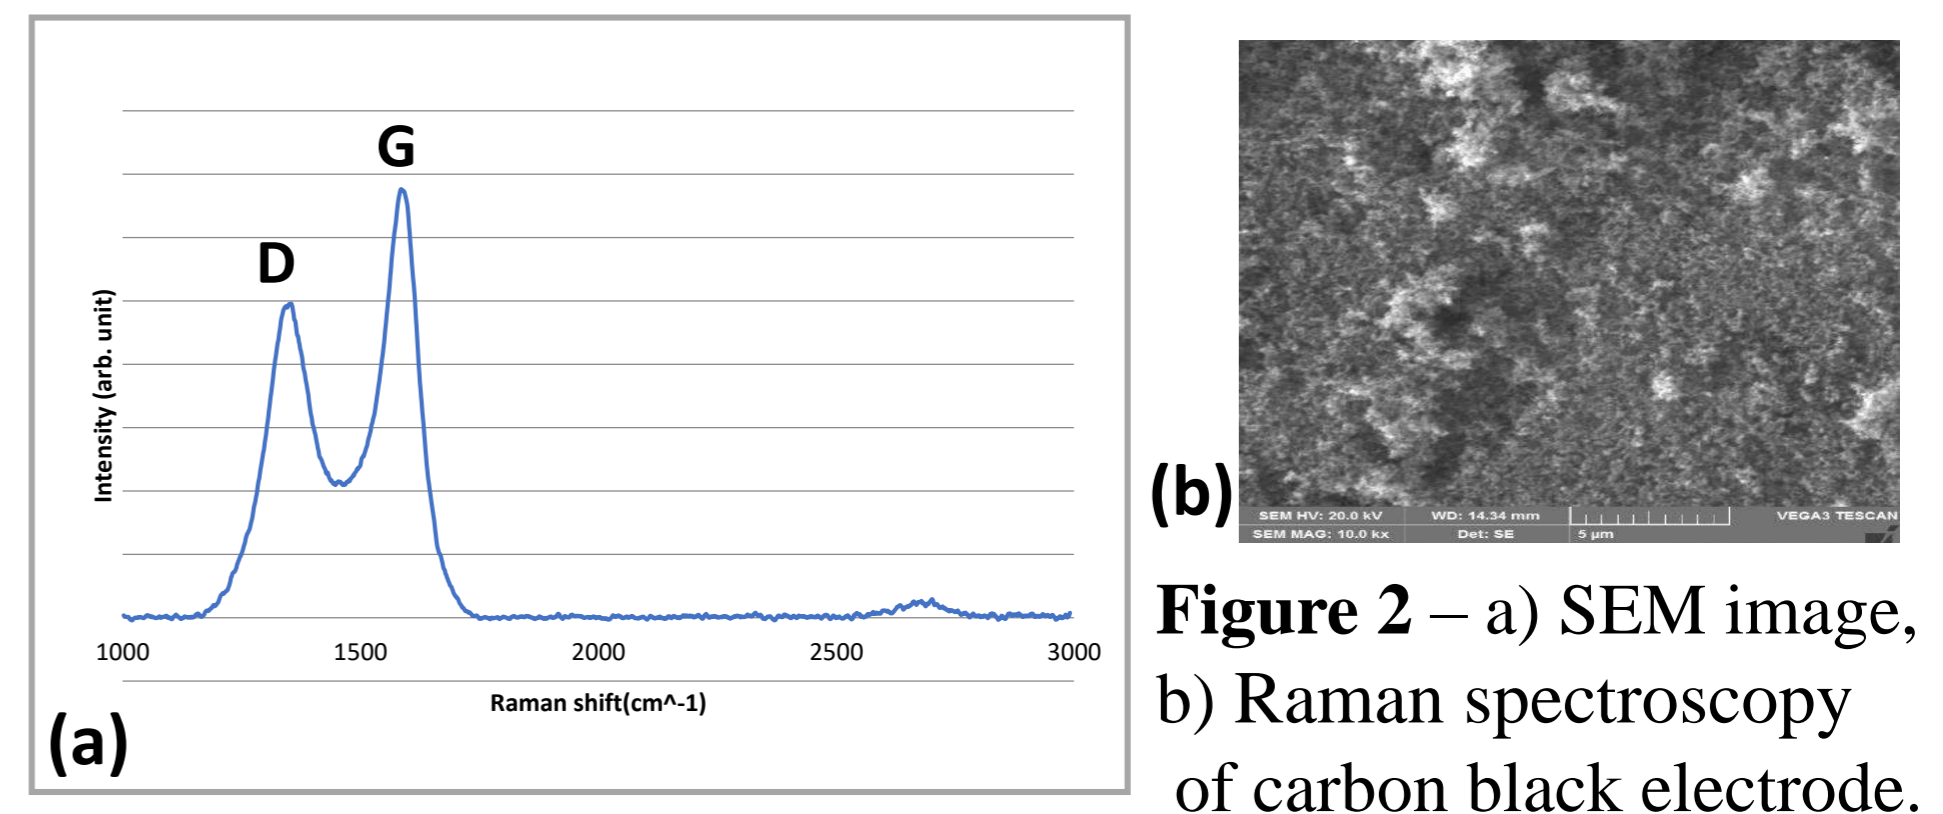 G
D
Intensity (arb. unit)
1000 1500 2000 2500 3000
Raman shift(cm^-1)
(a)
(b)
SEM HV: 20.0 kV WD: 14.34 mm VEGA3 TESCAN
SEM MAG: 10.0 kx Det: SE 5 µm
Figure 2 – a) SEM image,
b) Raman spectroscopy
of carbon black electrode.